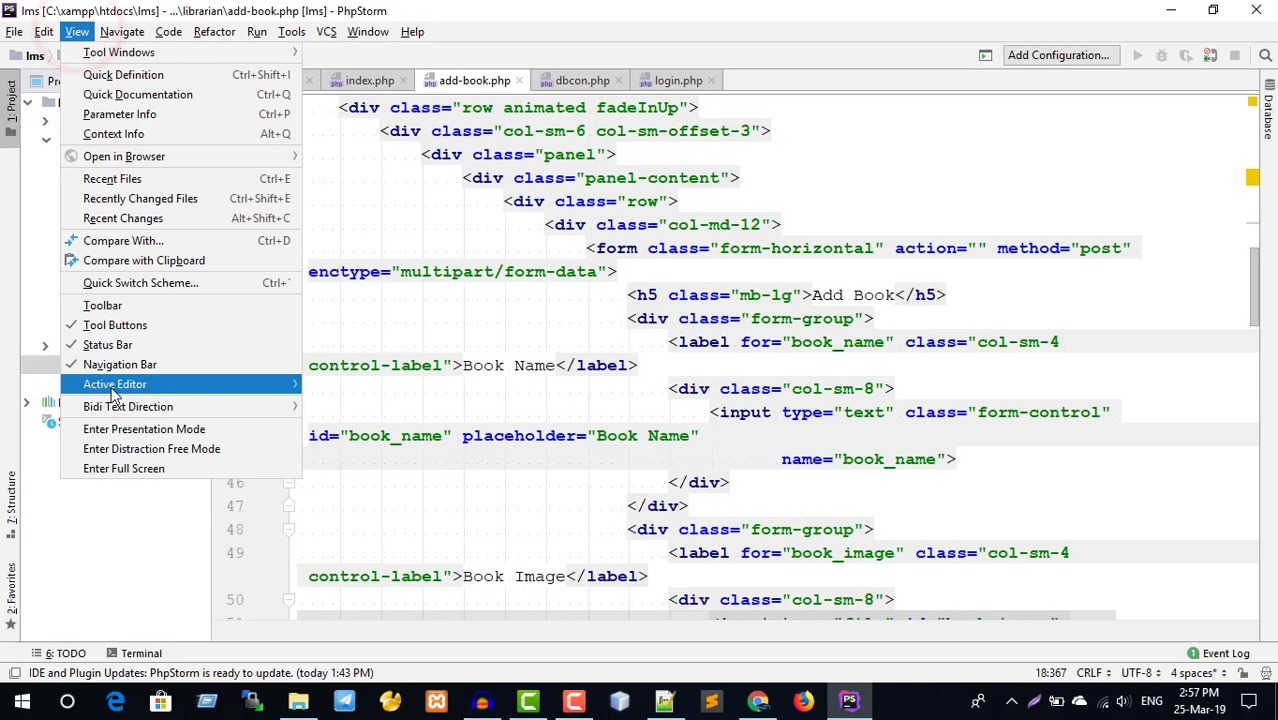 lms [C:\xampp\htdocs\lms] - ...\librarian\add-book.php [lms] - PhpStorm
File Edit View Navigate Code Refactor Run Tools VCS Window Help
lms
Add Configuration...
index.php add-book.php dbcon.php login.php
1: Project
7: Structure
2: Favorites
Database
Tool Windows
Quick Definition Ctrl+Shift+I
Quick Documentation Ctrl+Q
Parameter Info Ctrl+P
Context Info Alt+Q
Open in Browser
Recent Files Ctrl+E
Recently Changed Files Ctrl+Shift+E
Recent Changes Alt+Shift+C
Compare With... Ctrl+D
Compare with Clipboard
Quick Switch Scheme... Ctrl+`
Toolbar
Tool Buttons
Status Bar
Navigation Bar
Active Editor
Bidi Text Direction
Enter Presentation Mode
Enter Distraction Free Mode
Enter Full Screen
<div class="row animated fadeInUp">
<div class="col-sm-6 col-sm-offset-3">
<div class="panel">
<div class="panel-content">
<div class="row">
<div class="col-md-12">
<form class="form-horizontal" action="" method="post"
enctype="multipart/form-data">
<h5 class="mb-lg">Add Book</h5>
<div class="form-group">
<label for="book_name" class="col-sm-4
control-label">Book Name</label>
<div class="col-sm-8">
<input type="text" class="form-control"
id="book_name" placeholder="Book Name"
name="book_name">
46 </div>
47 </div>
48 <div class="form-group">
49 <label for="book_image" class="col-sm-4
control-label">Book Image</label>
50 <div class="col-sm-8">
6: TODO Terminal
1 Event Log
IDE and Plugin Updates: PhpStorm is ready to update. (today 1:43 PM)
18:367 CRLF UTF-8 4 spaces*
ENG
2:57 PM
25-Mar-19